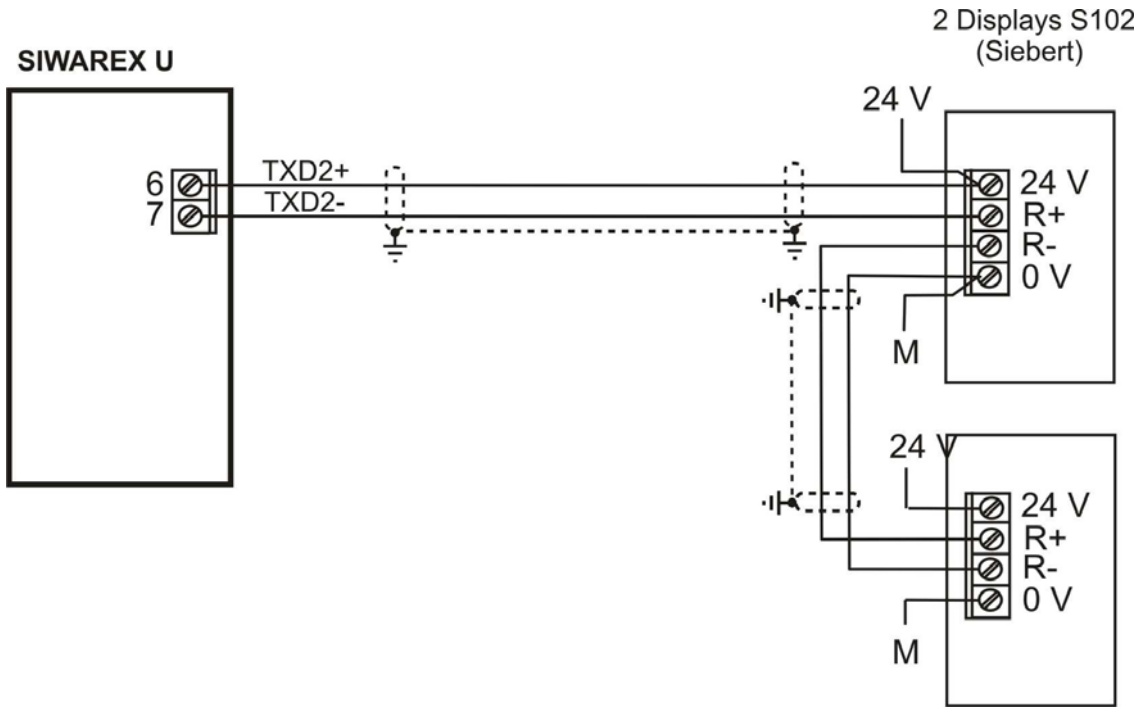 2 Displays S102
(Siebert)
SIWAREX U
24 V
6
TXD2+
24 V
7
TXD2-
R+
R-
0 V
M
24 V
24 V
R+
R-
0 V
M